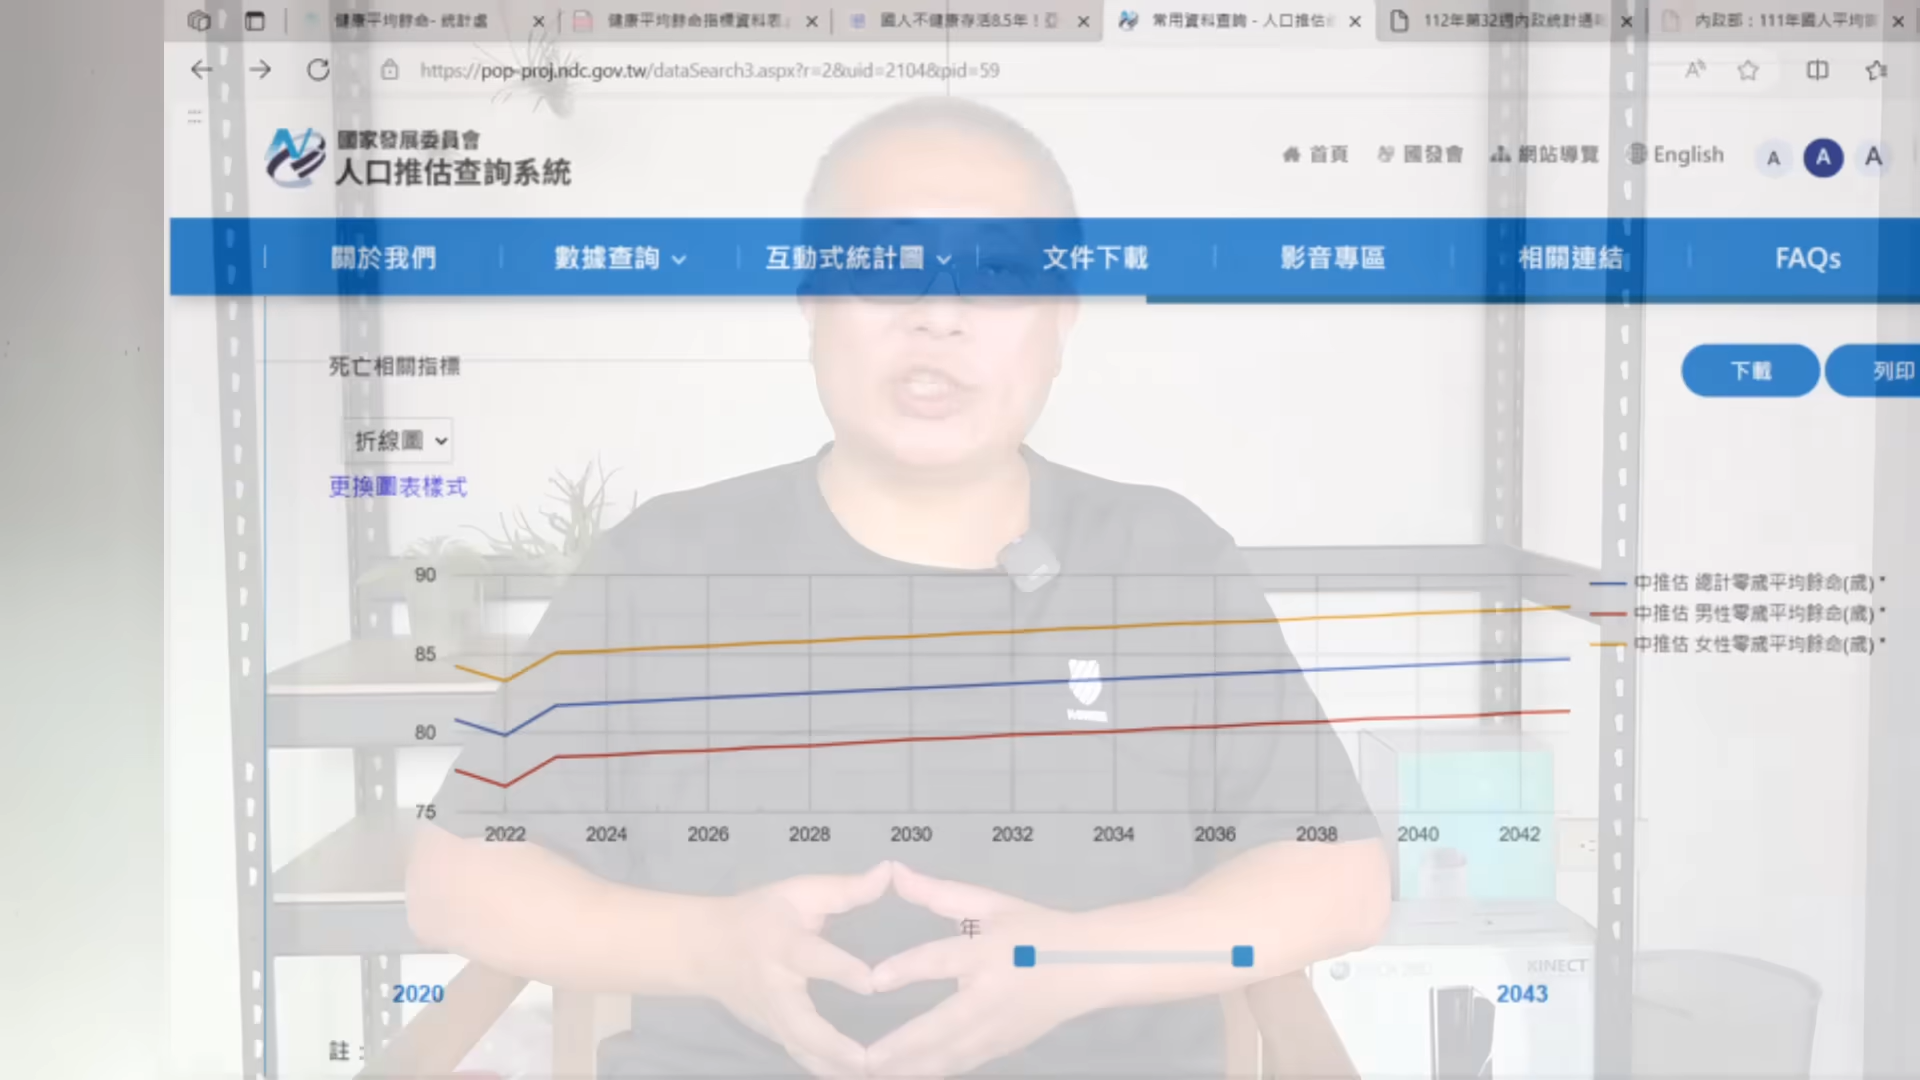 健康平均餘命- 統計處
健康平均餘命指標資料表
國人不健康存活8.5年！
常用資料查詢 - 人口推估
112年第32週內政統計通
內政部：111年國人平均
https://pop-proj.ndc.gov.tw/dataSearch3.aspx?r=2&uid=2104&pid=59
國家發展委員會
人口推估查詢系統
首頁
國發會
網站導覽
English
A
A
A
關於我們
數據查詢
互動式統計圖
文件下載
影音專區
相關連結
FAQs
死亡相關指標
下載
列印
折線圖
更換圖表樣式
90
85
80
75
中推估 總計零歲平均餘命(歲) *
中推估 男性零歲平均餘命(歲) *
中推估 女性零歲平均餘命(歲) *
2022 2024 2026 2028 2030 2032 2034 2036 2038 2040 2042
年
KINECT
2020
2043
註：